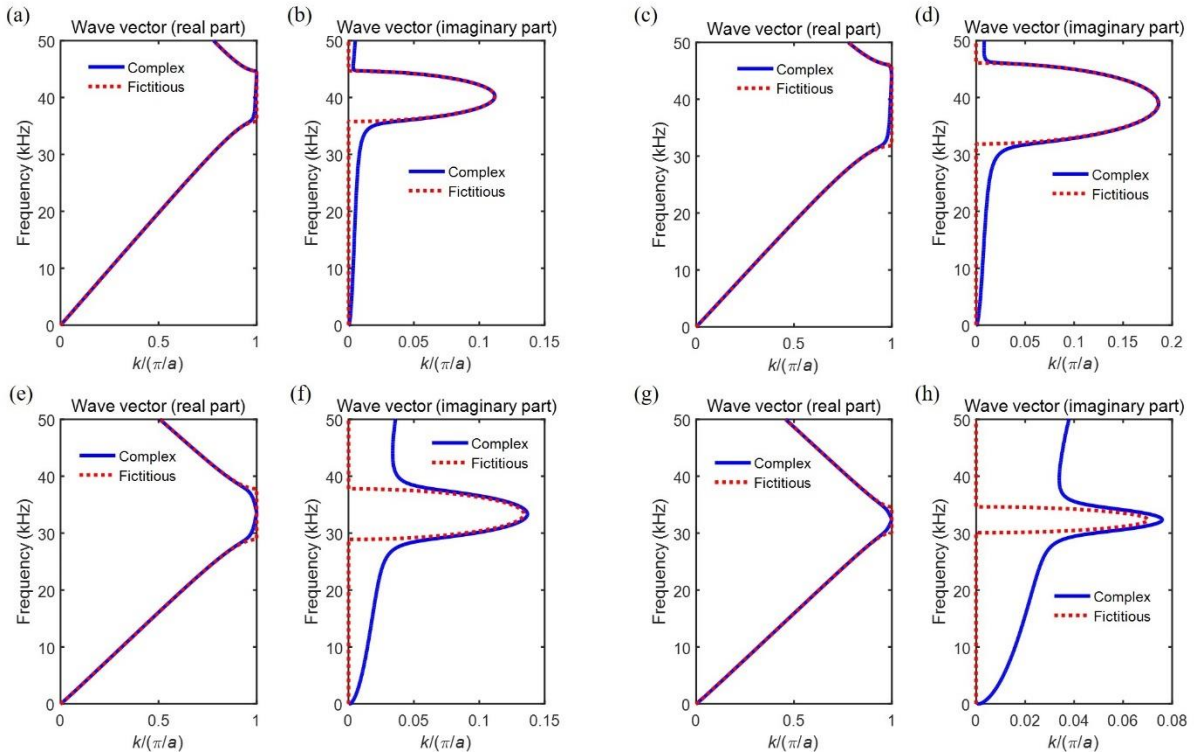 (a)
Wave vector (real part)
Frequency (kHz)
50
40
30
20
10
0
Complex
Fictitious
0 0.5 1
k/(π/a)
(b)
Wave vector (imaginary part)
50
40
30
20
10
0
Complex
Fictitious
0 0.05 0.1 0.15
k/(π/a)
(c)
Wave vector (real part)
Frequency (kHz)
50
40
30
20
10
0
Complex
Fictitious
0 0.5 1
k/(π/a)
(d)
Wave vector (imaginary part)
Frequency (kHz)
50
40
30
20
10
0
Complex
Fictitious
0 0.05 0.1 0.15 0.2
k/(π/a)
(e)
Wave vector (real part)
Frequency (kHz)
50
40
30
20
10
0
Complex
Fictitious
0 0.5 1
k/(π/a)
(f)
Wave vector (imaginary part)
Frequency (kHz)
50
40
30
20
10
0
Complex
Fictitious
0 0.05 0.1 0.15
k/(π/a)
(g)
Wave vector (real part)
Frequency (kHz)
50
40
30
20
10
0
Complex
Fictitious
0 0.5 1
k/(π/a)
(h)
Wave vector (imaginary part)
Frequency (kHz)
50
40
30
20
10
0
Complex
Fictitious
0 0.02 0.04 0.06 0.08
k/(π/a)